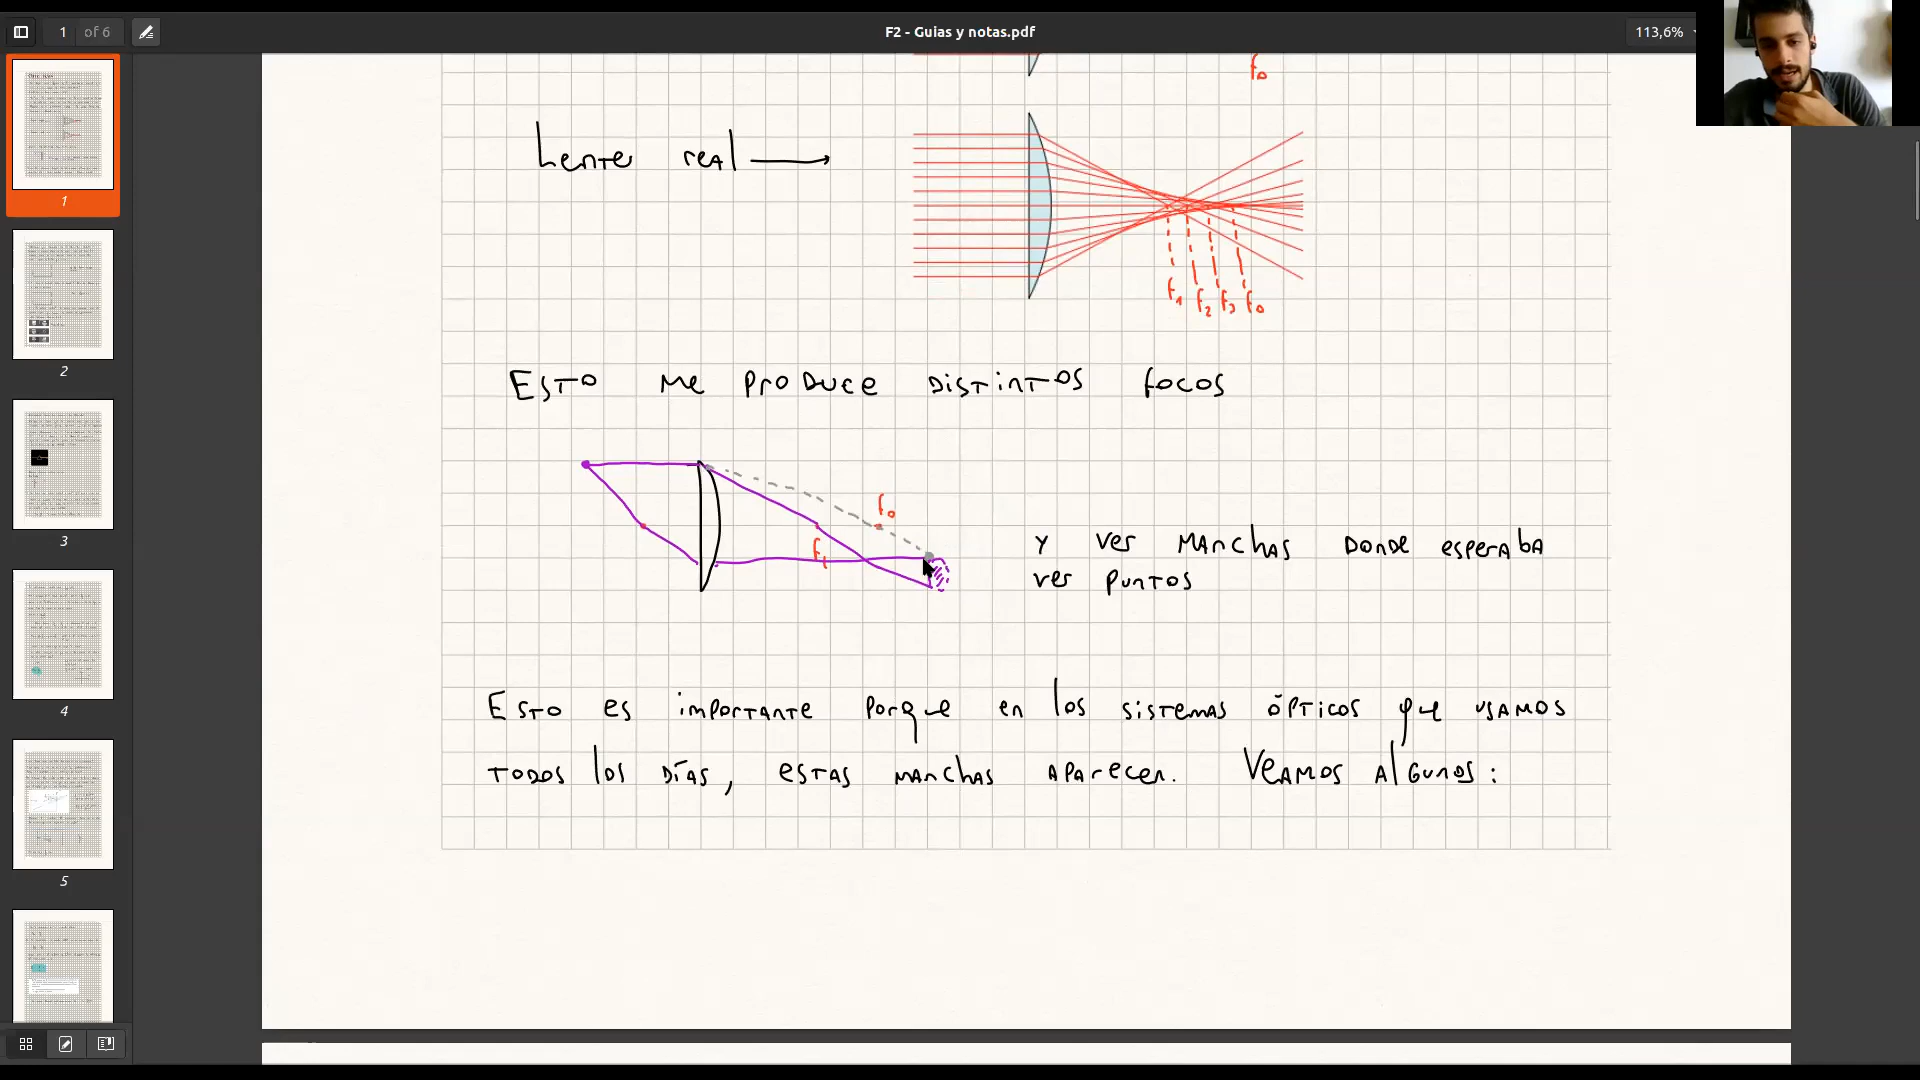 1 of 6
F2 - Guias y notas.pdf
113,6%
f0
Lente real
f1 f2 f3 f0
Esto me produce distintos focos
f0
f1
y ver manchas donde esperaba
ver puntos
Esto es importante porque en los sistemas ópticos que usamos
todos los días, estas manchas aparecen. Veamos algunos:
1
2
3
4
5